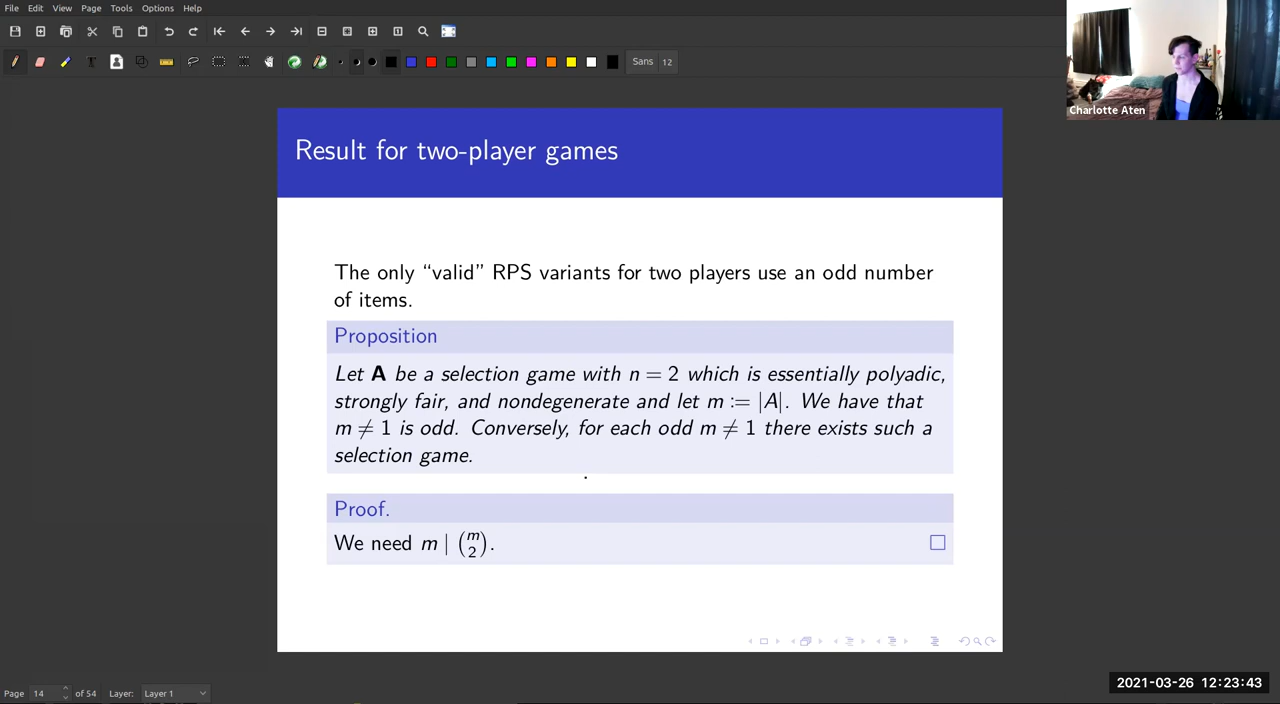 File Edit View Page Tools Options Help
Sans 12
Charlotte Aten
Result for two-player games
The only “valid” RPS variants for two players use an odd number
of items.
Proposition
Let A be a selection game with n = 2 which is essentially polyadic,
strongly fair, and nondegenerate and let m := |A|. We have that
m ≠ 1 is odd. Conversely, for each odd m ≠ 1 there exists such a
selection game.
Proof.
We need m | (m 2).
2021-03-26 12:23:43
Page 14 of 54 Layer: Layer 1